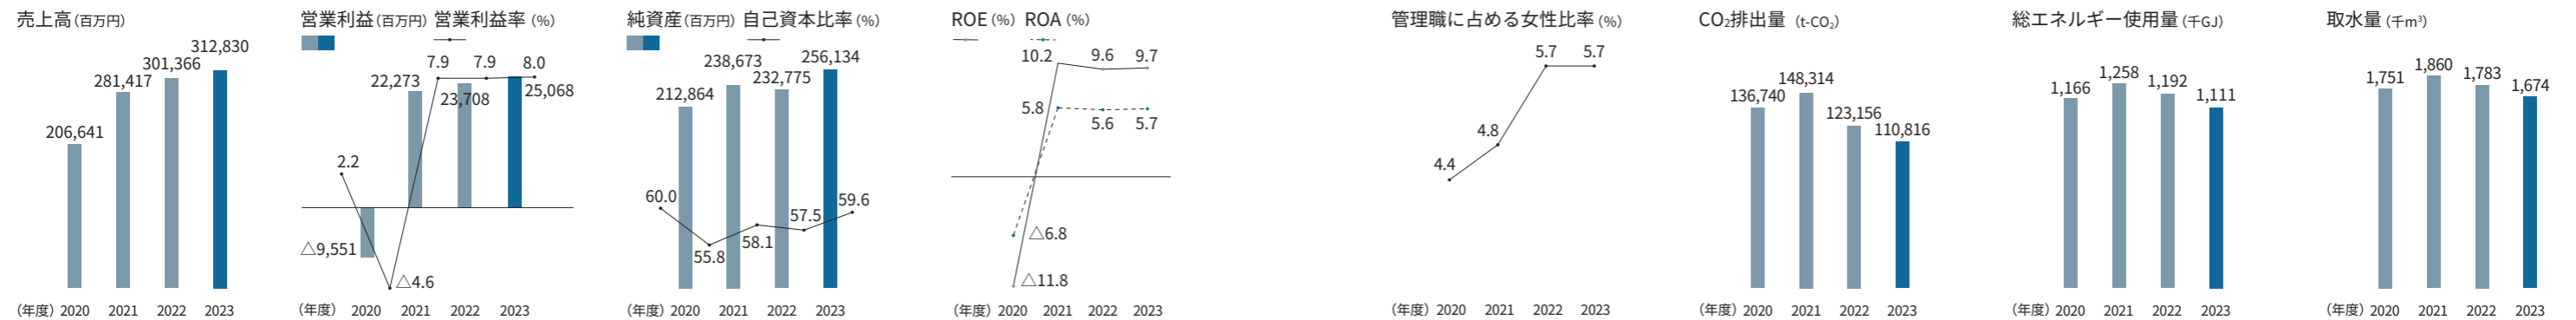 売上高(百万円)
312,830
301,366
281,417
206,641
(年度) 2020 2021 2022 2023
営業利益(百万円) 営業利益率 (%)
7.9 7.9 8.0
22,273
23,708
25,068
2.2
△9,551
△4.6
(年度) 2020 2021 2022 2023
純資産(百万円) 自己資本比率(%)
256,134
238,673
232,775
212,864
60.0
59.6
57.5
58.1
55.8
(年度) 2020 2021 2022 2023
ROE(%) ROA(%)
10.2 9.6 9.7
5.8
5.6 5.7
△6.8
△11.8
(年度) 2020 2021 2022 2023
管理職に占める女性比率(%)
5.7 5.7
4.8
4.4
(年度) 2020 2021 2022 2023
CO₂排出量 (t-CO₂)
148,314
136,740
123,156
110,816
(年度) 2020 2021 2022 2023
総エネルギー使用量(千GJ)
1,258
1,166
1,192
1,111
(年度) 2020 2021 2022 2023
取水量(千m³)
1,860
1,751
1,783
1,674
(年度) 2020 2021 2022 2023